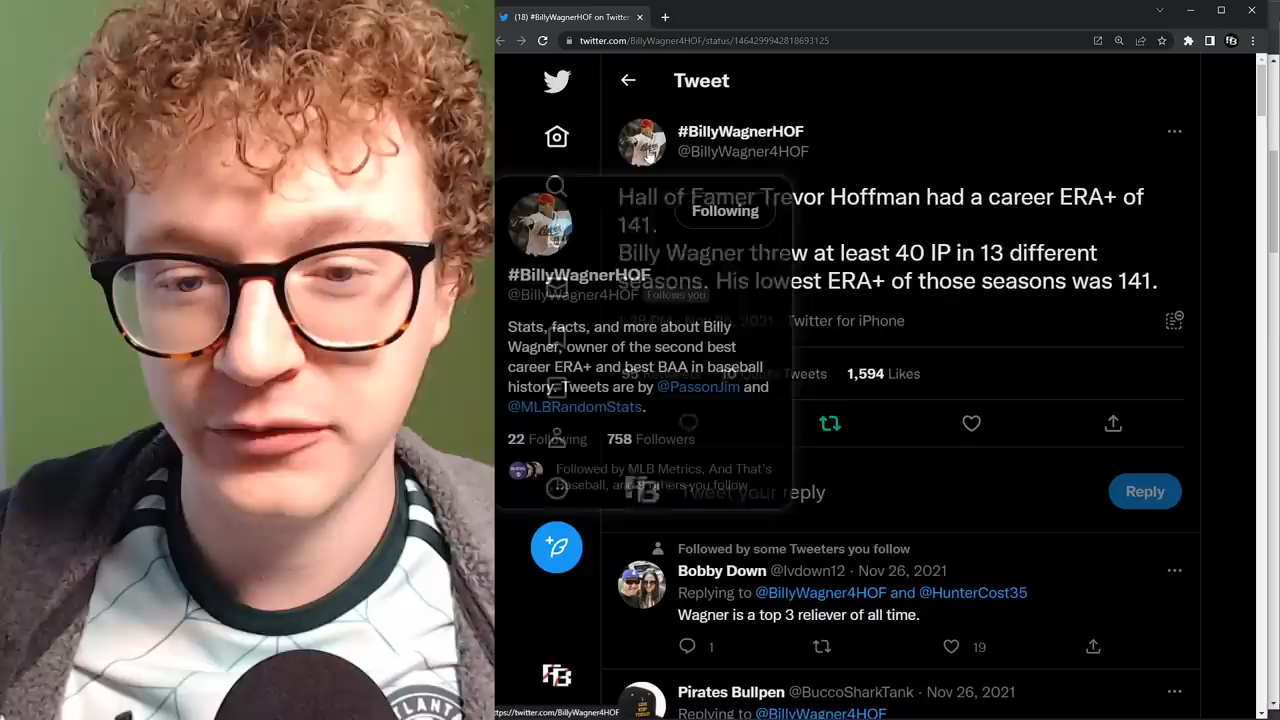 (18) #BillyWagnerHOF on Twitter
twitter.com/BillyWagner4HOF/status/1464299942818693125
Tweet
#BillyWagnerHOF
@BillyWagner4HOF
Hall of Famer Trevor Hoffman had a career ERA+ of
141.
Billy Wagner threw at least 40 IP in 13 different
seasons. His lowest ERA+ of those seasons was 141.
Twitter for iPhone
Tweets 1,594 Likes
Following
#BillyWagnerHOF
@BillyWagner4HOF Follows you
Stats, facts, and more about Billy
Wagner, owner of the second best
career ERA+ and best BAA in baseball
history. Tweets are by @PassonJim and
@MLBRandomStats.
22 Following 758 Followers
Followed by MLB Metrics, And That's
Baseball, and others you follow
Tweet your reply
Reply
Followed by some Tweeters you follow
Bobby Down @lvdown12 · Nov 26, 2021
Replying to @BillyWagner4HOF and @HunterCost35
Wagner is a top 3 reliever of all time.
1 19
Pirates Bullpen @BuccoSharkTank · Nov 26, 2021
Replying to @BillyWagner4HOF
ttps://twitter.com/BillyWagner4HOF